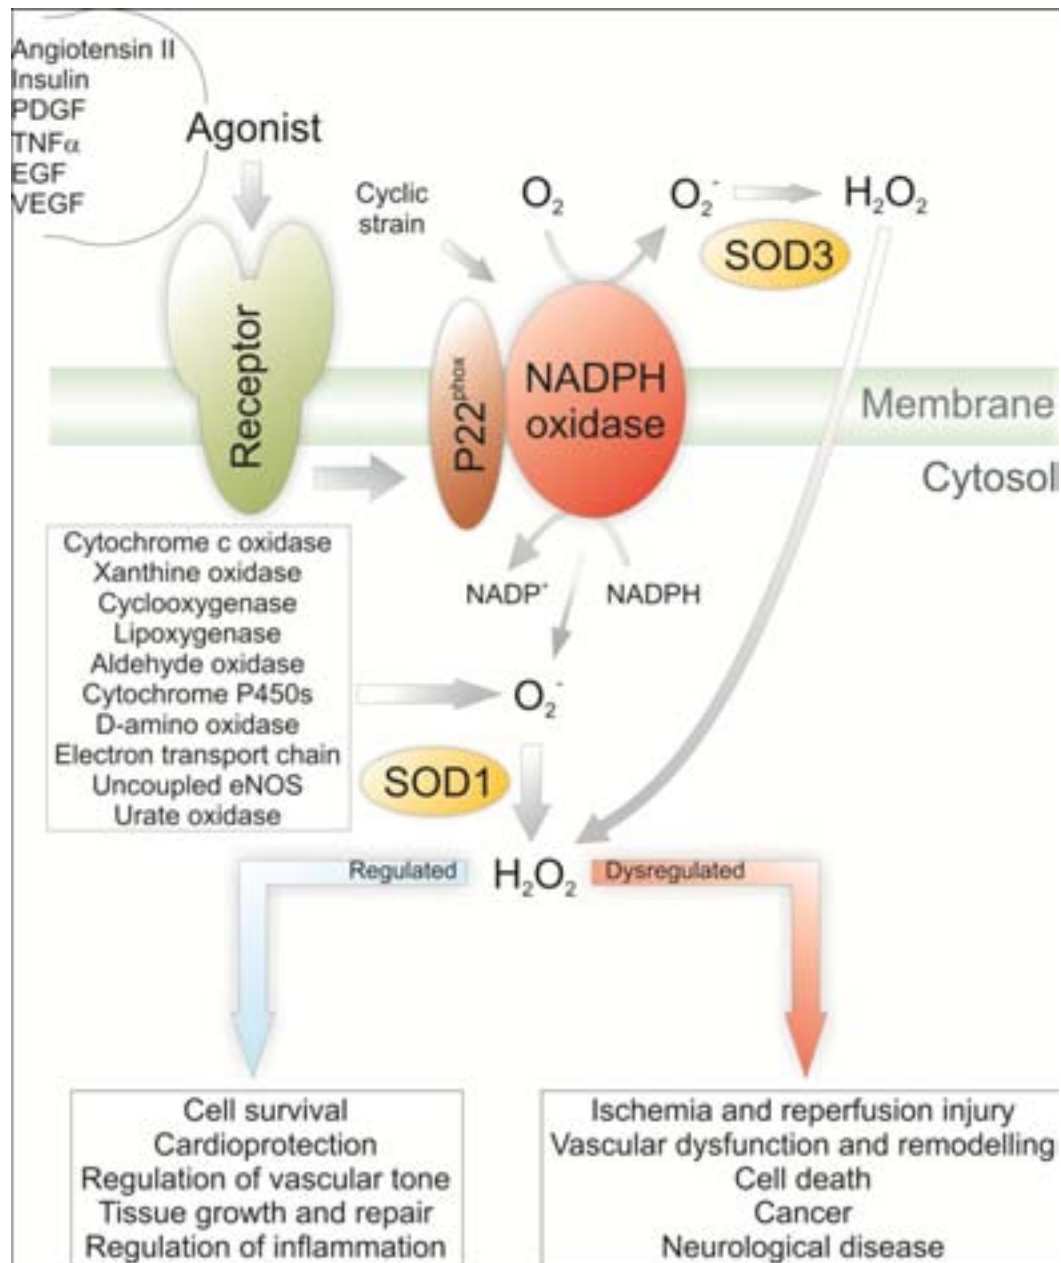 Angiotensin II
Insulin
PDGF
TNFα
EGF
VEGF
Agonist
Cyclic
strain
O₂
O₂⁻
H₂O₂
SOD3
Receptor
P22ᵖʰᵒˣ
NADPH
oxidase
Membrane
Cytosol
NADP⁺
NADPH
Cytochrome c oxidase
Xanthine oxidase
Cyclooxygenase
Lipoxygenase
Aldehyde oxidase
Cytochrome P450s
D-amino oxidase
Electron transport chain
Uncoupled eNOS
Urate oxidase
O₂⁻
SOD1
Regulated
H₂O₂
Dysregulated
Cell survival
Cardioprotection
Regulation of vascular tone
Tissue growth and repair
Regulation of inflammation
Ischemia and reperfusion injury
Vascular dysfunction and remodelling
Cell death
Cancer
Neurological disease